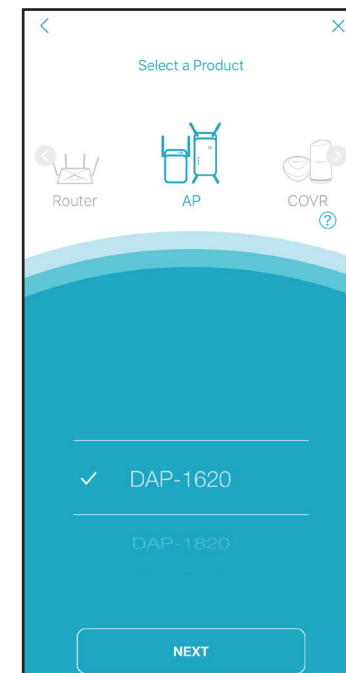 Select a Product
Router
AP
COVR
?
DAP-1620
DAP-1820
NEXT